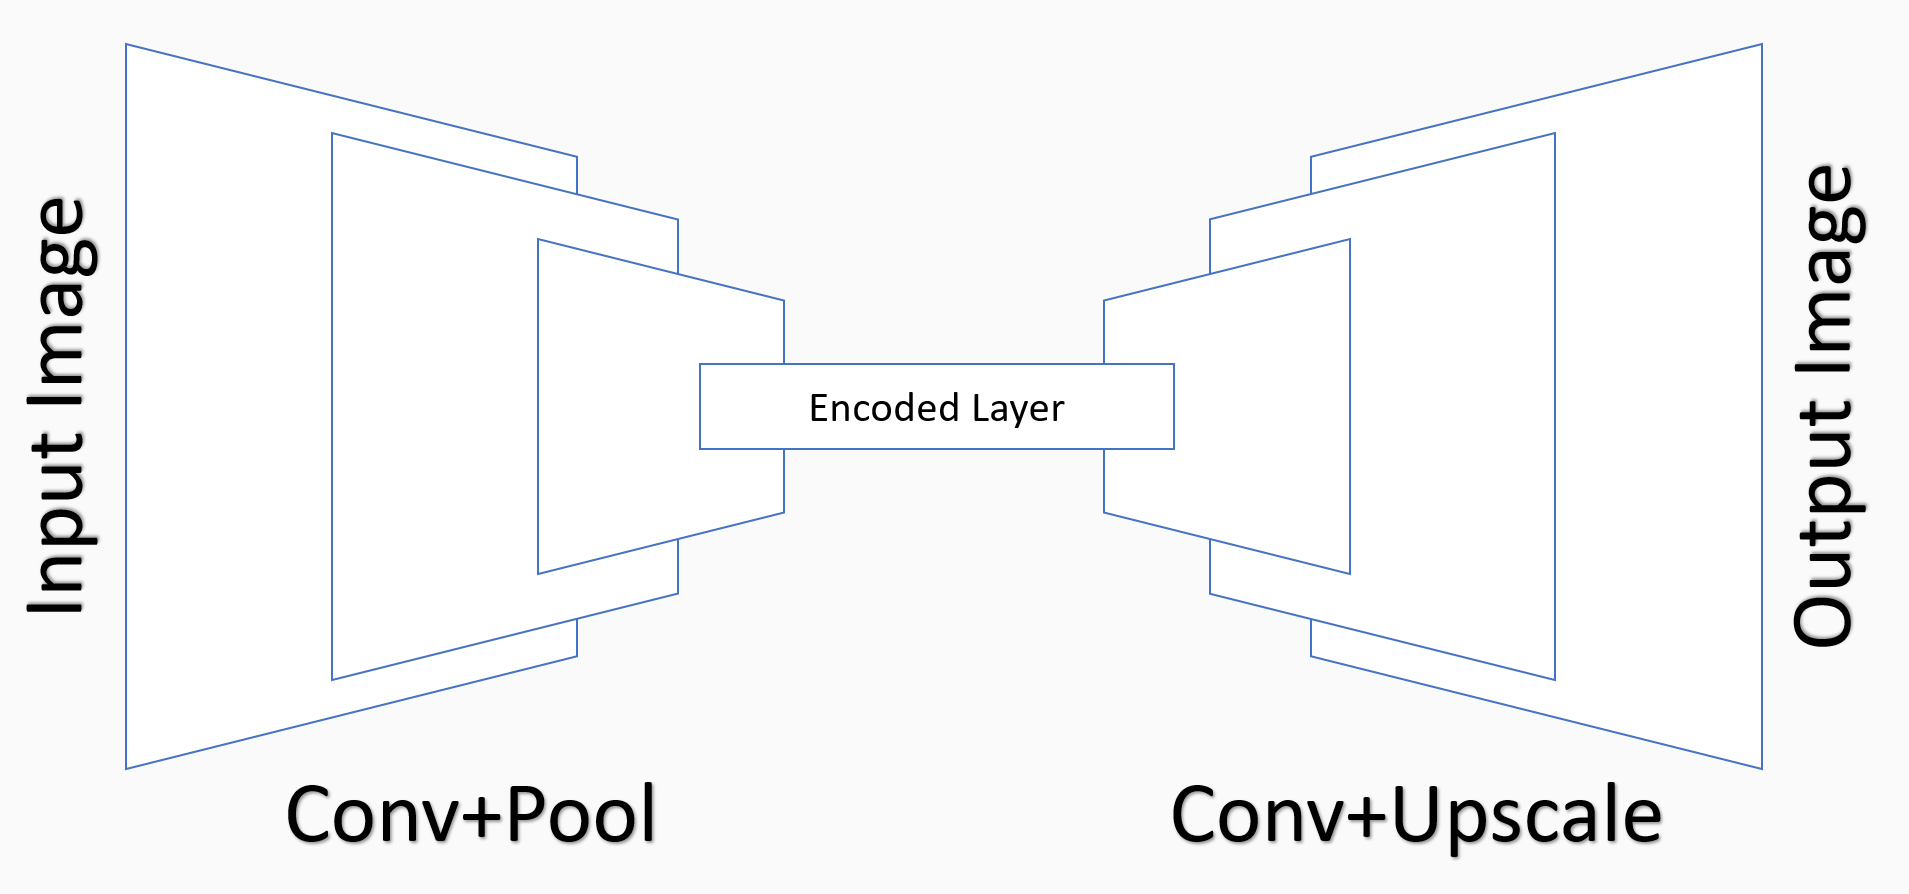 Input Image
Encoded Layer
Output Image
Conv+Pool
Conv+Upscale